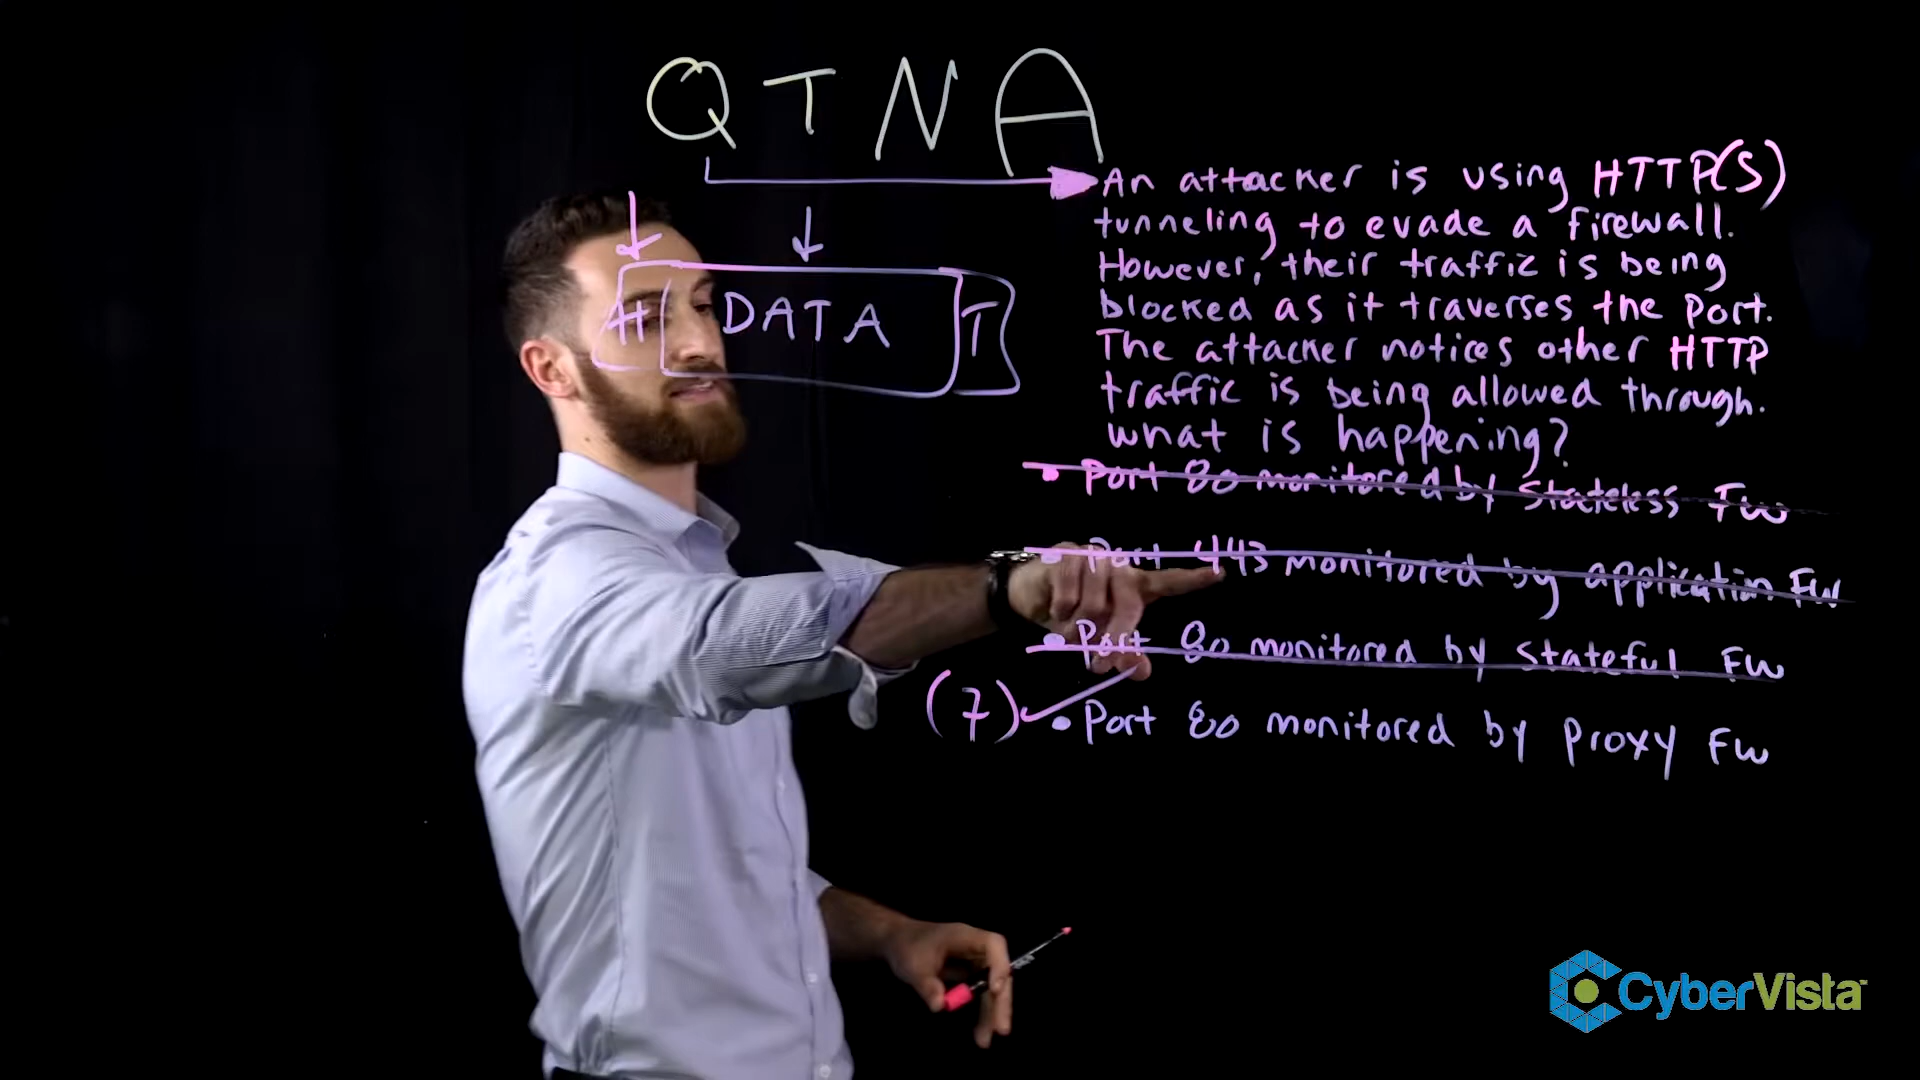 QTNA
An attacker is using HTTP(S)
tunneling to evade a firewall.
However, their traffic is being
blocked as it traverses the port.
The attacker notices other HTTP
traffic is being allowed through.
what is happening?
H DATA T
• Port 80 monitored by Stateless FW
• Port 443 monitored by application FW
• Port 80 monitored by Stateful FW
(7) • Port 80 monitored by Proxy FW
CyberVista